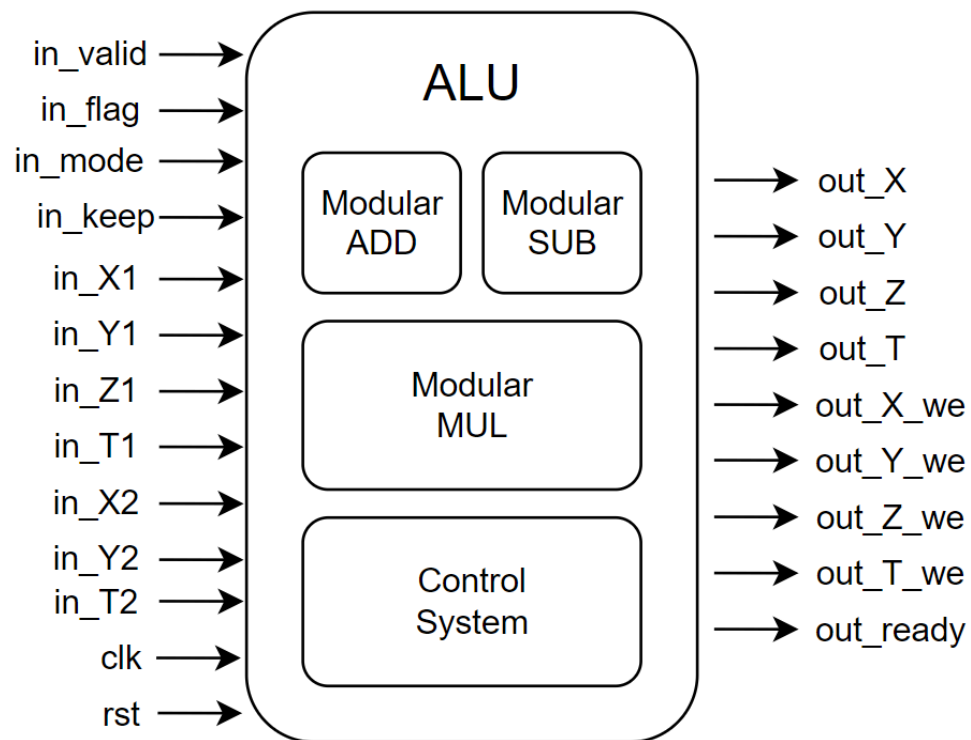 in_valid
in_flag
in_mode
in_keep
in_X1
in_Y1
in_Z1
in_T1
in_X2
in_Y2
in_T2
clk
rst
ALU
Modular
ADD
Modular
SUB
Modular
MUL
Control
System
out_X
out_Y
out_Z
out_T
out_X_we
out_Y_we
out_Z_we
out_T_we
out_ready